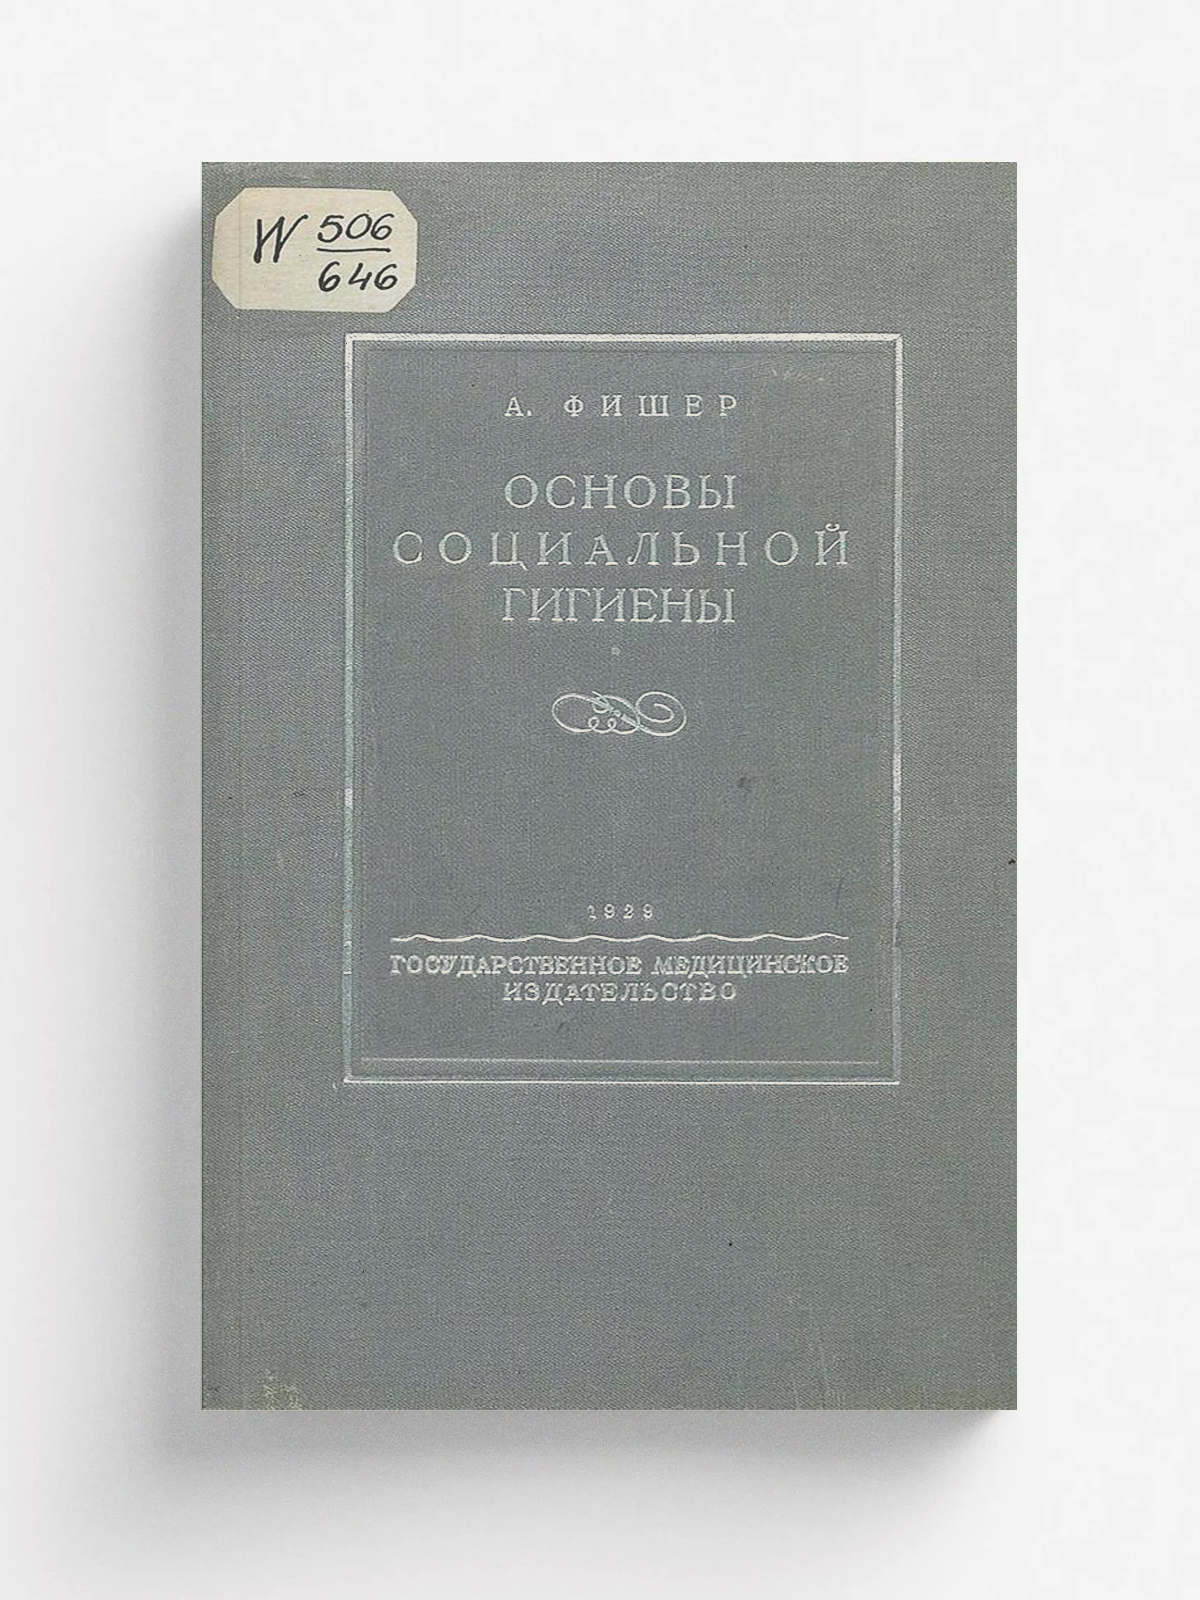 W 506
646
А. ФИШЕР
ОСНОВЫ
СОЦИАЛЬНОЙ
ГИГИЕНЫ
1929
ГОСУДАРСТВЕННОЕ МЕДИЦИНСКОЕ
ИЗДАТЕЛЬСТВО